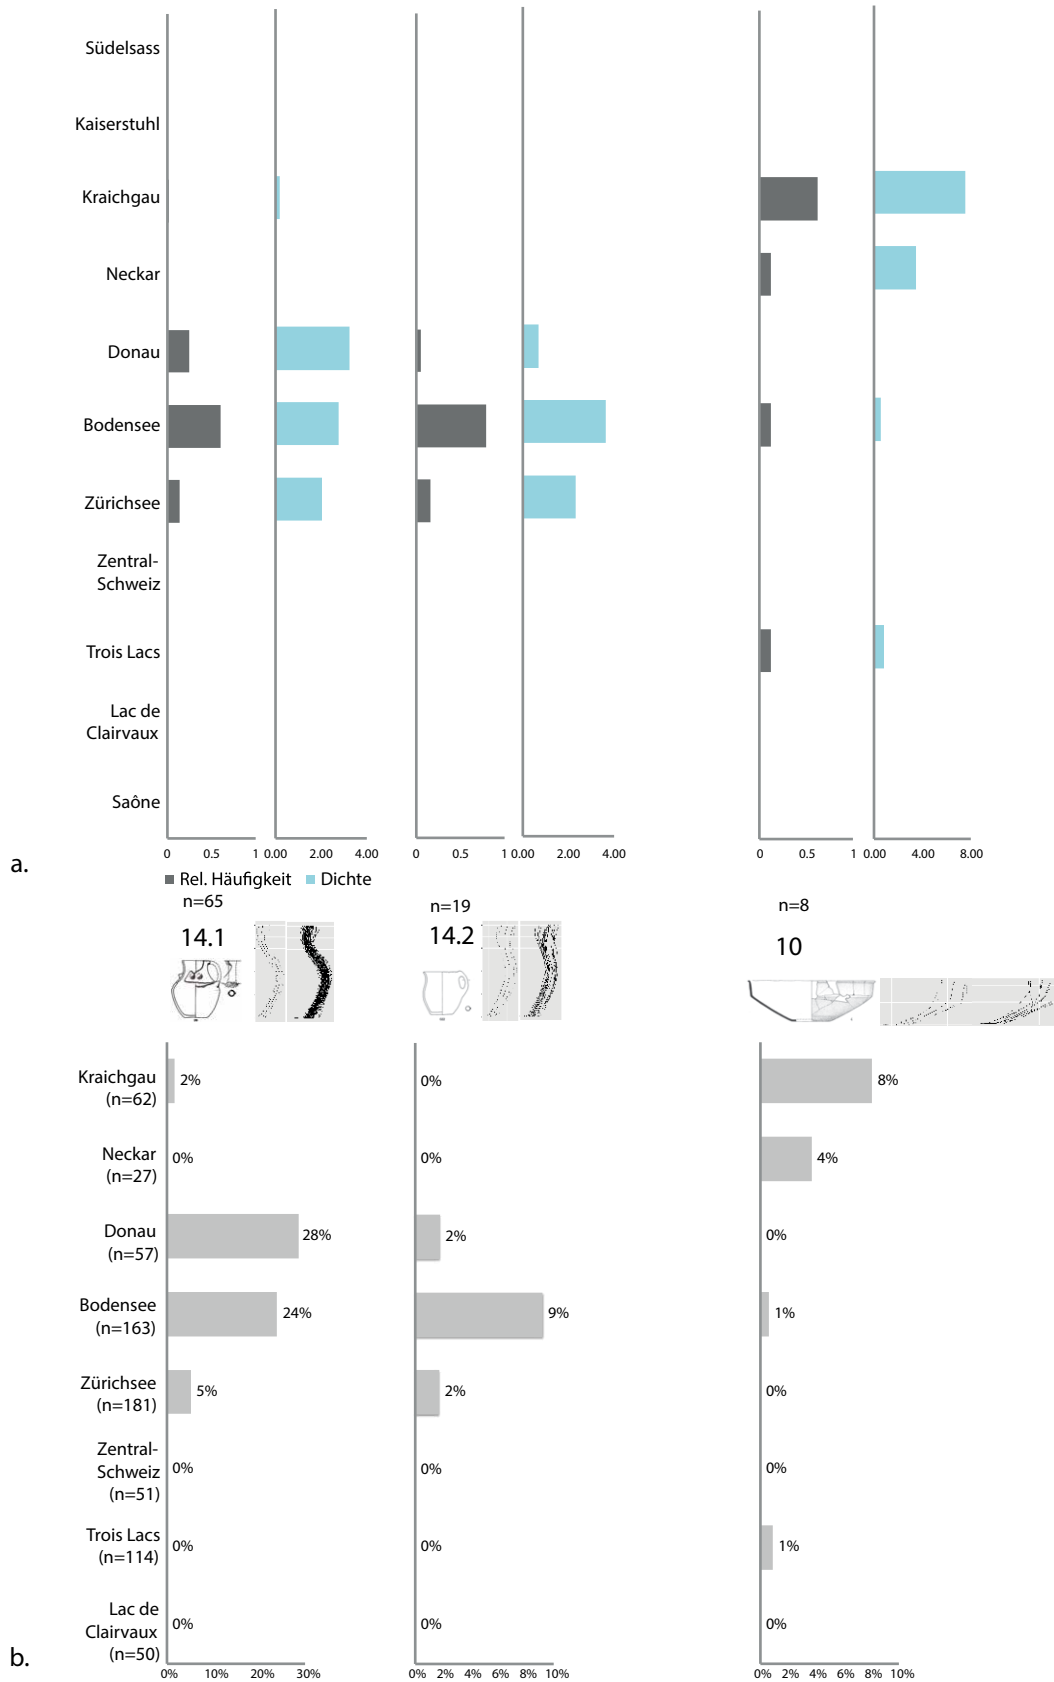 Südelsass
Kaiserstuhl
Kraichgau
Neckar
Donau
Bodensee
Zürichsee
Zentral-
Schweiz
Trois Lacs
Lac de
Clairvaux
Saône
0 0.5 1 0.00 2.00 4.00 0 0.5 1 0.00 2.00 4.00 0 0.5 1 0.00 4.00 8.00
a.
Rel. Häufigkeit Dichte
n=65
n=19
n=8
14.1
14.2
10
Kraichgau
(n=62)
2% 0% 8%
Neckar
(n=27)
0% 0% 4%
Donau
(n=57)
28% 2% 0%
Bodensee
(n=163)
24% 9% 1%
Zürichsee
(n=181)
5% 2% 0%
Zentral-
Schweiz
(n=51)
0% 0% 0%
Trois Lacs
(n=114)
0% 0% 1%
Lac de
Clairvaux
(n=50)
0% 0% 0%
b.
0% 10% 20% 30% 0% 2% 4% 6% 8% 10% 0% 2% 4% 6% 8% 10%